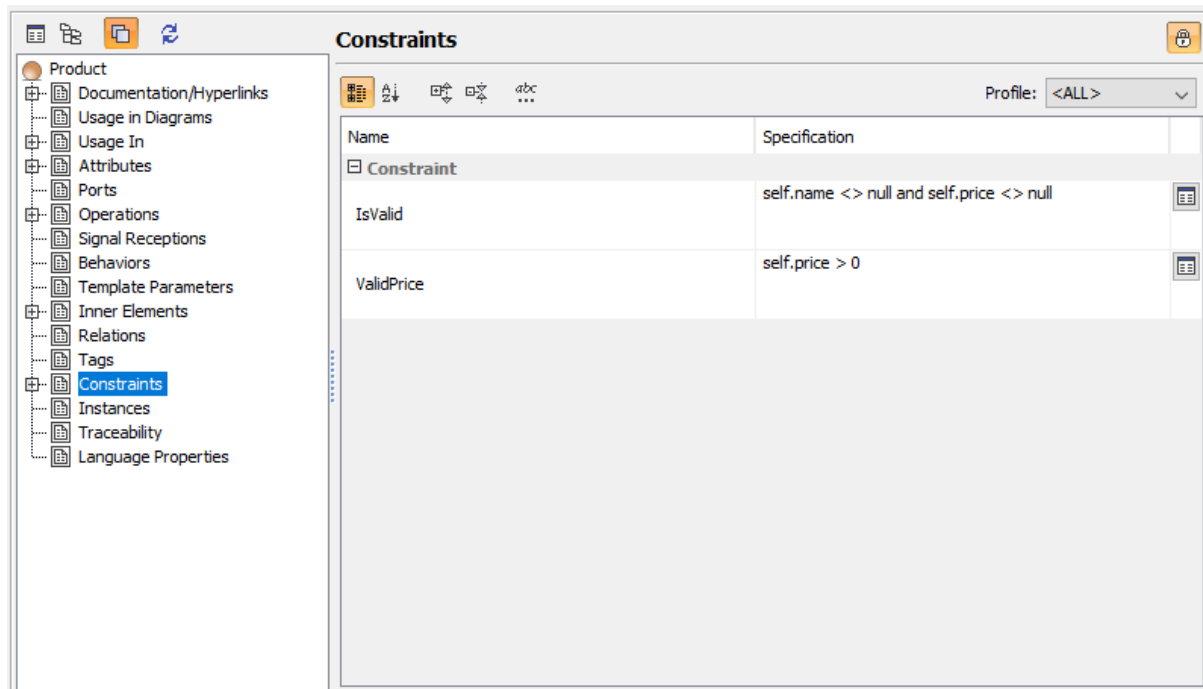 Constraints
Product
Documentation/Hyperlinks
Usage in Diagrams
Usage In
Attributes
Ports
Operations
Signal Receptions
Behaviors
Template Parameters
Inner Elements
Relations
Tags
Constraints
Instances
Traceability
Language Properties
abc
Profile: <ALL>
Name Specification
Constraint
IsValid self.name <> null and self.price <> null
ValidPrice self.price > 0